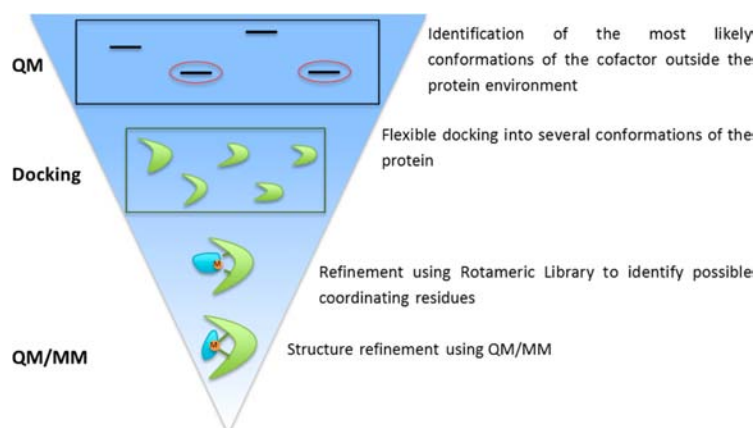 QM
Identification of the most likely
conformations of the cofactor outside the
protein environment
Docking
Flexible docking into several conformations of the
protein
M
Refinement using Rotameric Library to identify possible
coordinating residues
QM/MM
M
Structure refinement using QM/MM